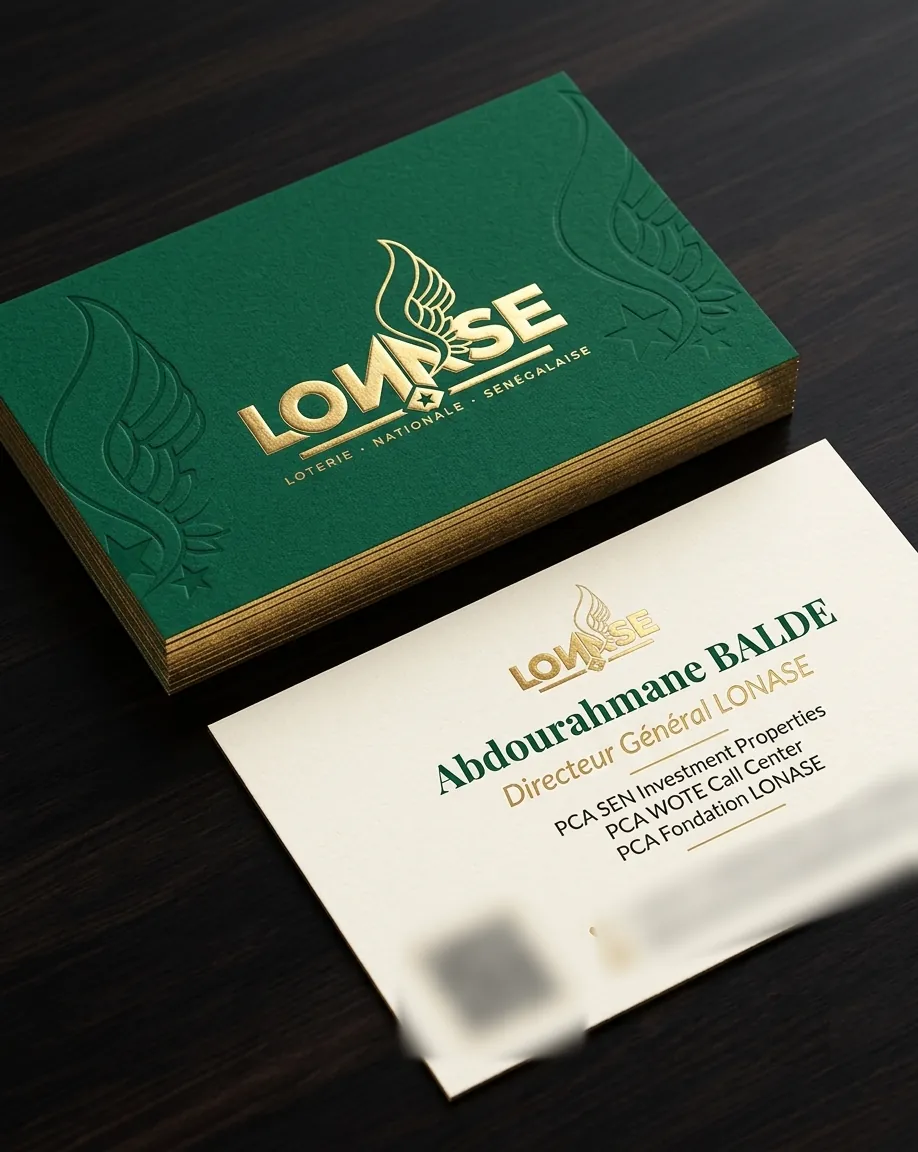 LONASE
LOTERIE · NATIONALE · SÉNÉGALAISE
LONASE
Abdourahmane BALDE
Directeur Général LONASE
PCA SEN Investment Properties
PCA WOTE Call Center
PCA Fondation LONASE